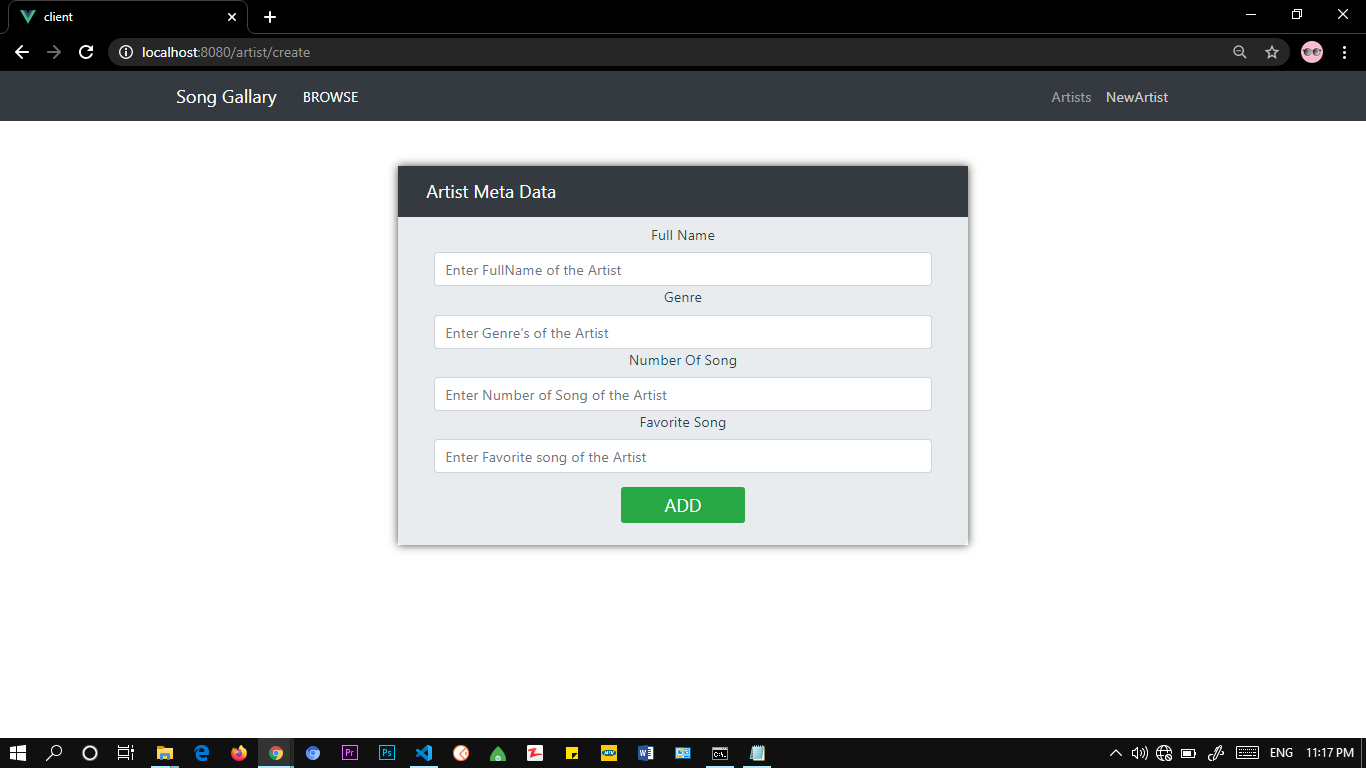 client
localhost:8080/artist/create
Song Gallary BROWSE Artists NewArtist
Artist Meta Data
Full Name
Enter FullName of the Artist
Genre
Enter Genre's of the Artist
Number Of Song
Enter Number of Song of the Artist
Favorite Song
Enter Favorite song of the Artist
ADD
Pr Ps W C:\. ENG 11:17 PM